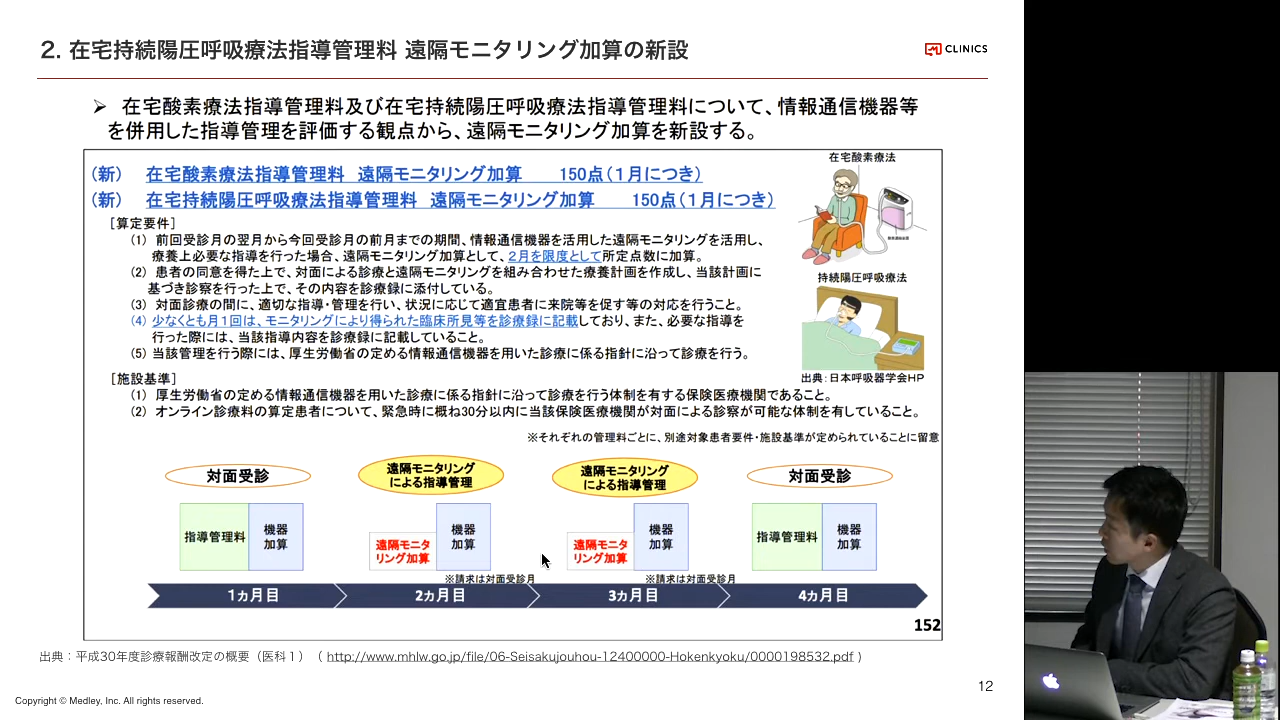 2. 在宅持続陽圧呼吸療法指導管理料 遠隔モニタリング加算の新設
CLINICS
➢ 在宅酸素療法指導管理料及び在宅持続陽圧呼吸療法指導管理料について、情報通信機器等
を併用した指導管理を評価する観点から、遠隔モニタリング加算を新設する。
（新） 在宅酸素療法指導管理料 遠隔モニタリング加算 150点（１月につき）
（新） 在宅持続陽圧呼吸療法指導管理料 遠隔モニタリング加算 150点（１月につき）
［算定要件］
（1） 前回受診月の翌月から今回受診月の前月までの期間、情報通信機器を活用した遠隔モニタリングを活用し、
療養上必要な指導を行った場合、遠隔モニタリング加算として、２月を限度として所定点数に加算。
（2） 患者の同意を得た上で、対面による診療と遠隔モニタリングを組み合わせた療養計画を作成し、当該計画に
基づき診察を行った上で、その内容を診療録に添付している。
（3） 対面診療の間に、適切な指導・管理を行い、状況に応じて適宜患者に来院等を促す等の対応を行うこと。
（4） 少なくとも月１回は、モニタリングにより得られた臨床所見等を診療録に記載しており、また、必要な指導を
行った際には、当該指導内容を診療録に記載していること。
（5） 当該管理を行う際には、厚生労働省の定める情報通信機器を用いた診療に係る指針に沿って診療を行う。
［施設基準］
（1） 厚生労働省の定める情報通信機器を用いた診療に係る指針に沿って診療を行う体制を有する保険医療機関であること。
（2） オンライン診療料の算定患者について、緊急時に概ね30分以内に当該保険医療機関が対面による診察が可能な体制を有していること。
在宅酸素療法
持続陽圧呼吸療法
出典：日本呼吸器学会HP
※それぞれの管理料ごとに、別途対象患者要件・施設基準が定められていることに留意
対面受診
遠隔モニタリング
による指導管理
遠隔モニタリング
による指導管理
対面受診
指導管理料
機器
加算
遠隔モニタ
リング加算
機器
加算
遠隔モニタ
リング加算
機器
加算
指導管理料
機器
加算
※請求は対面受診月
※請求は対面受診月
1ヵ月目
2ヵ月目
3ヵ月目
4ヵ月目
152
出典：平成30年度診療報酬改定の概要（医科１）（ http://www.mhlw.go.jp/file/06-Seisakujouhou-12400000-Hokenkyoku/0000198532.pdf ）
12
Copyright © Medley, Inc. All rights reserved.